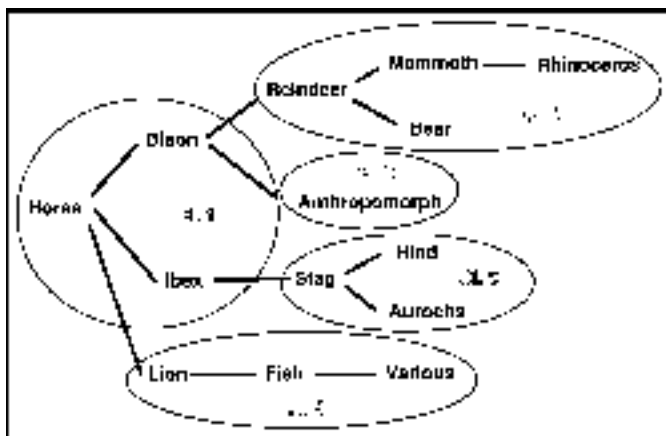 Mammoth Rhinoceros
Reindeer
Bear
Bison
Anthropomorph
Horse
Hind
Ibex Stag
Aurochs
Lion Fish Various